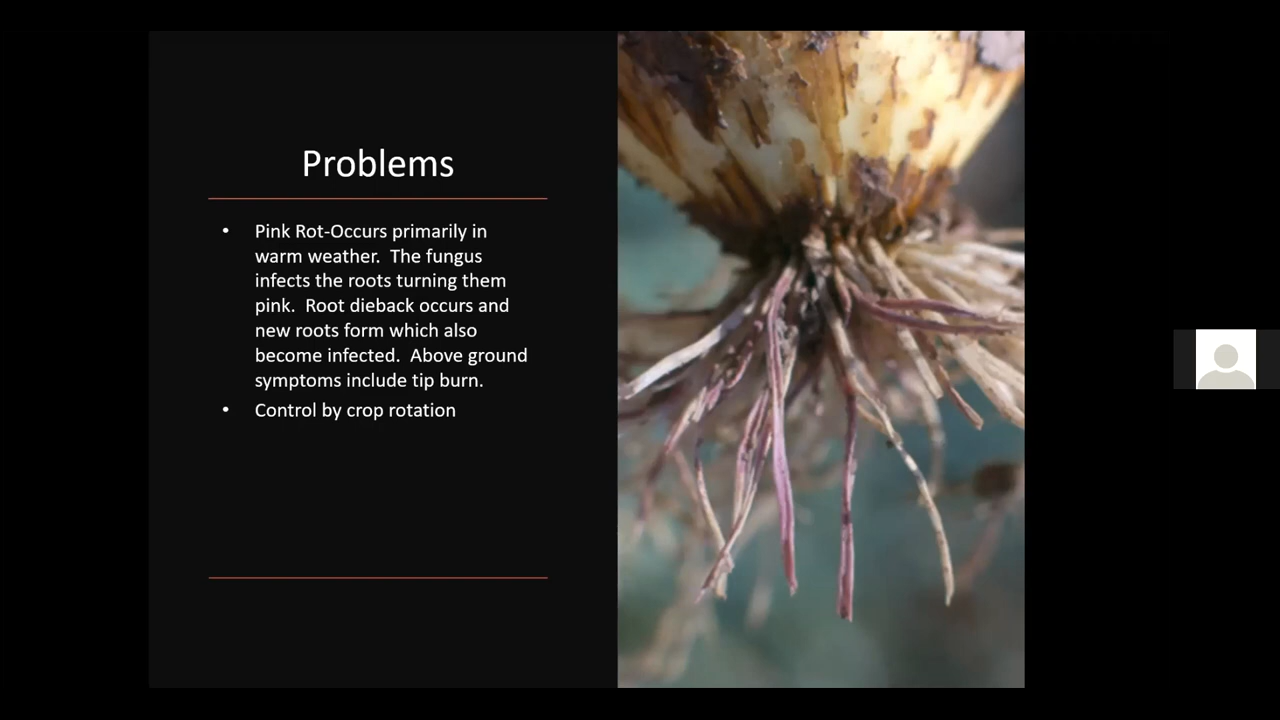 Problems
• Pink Rot-Occurs primarily in
warm weather.  The fungus
infects the roots turning them
pink.  Root dieback occurs and
new roots form which also
become infected.  Above ground
symptoms include tip burn.
• Control by crop rotation